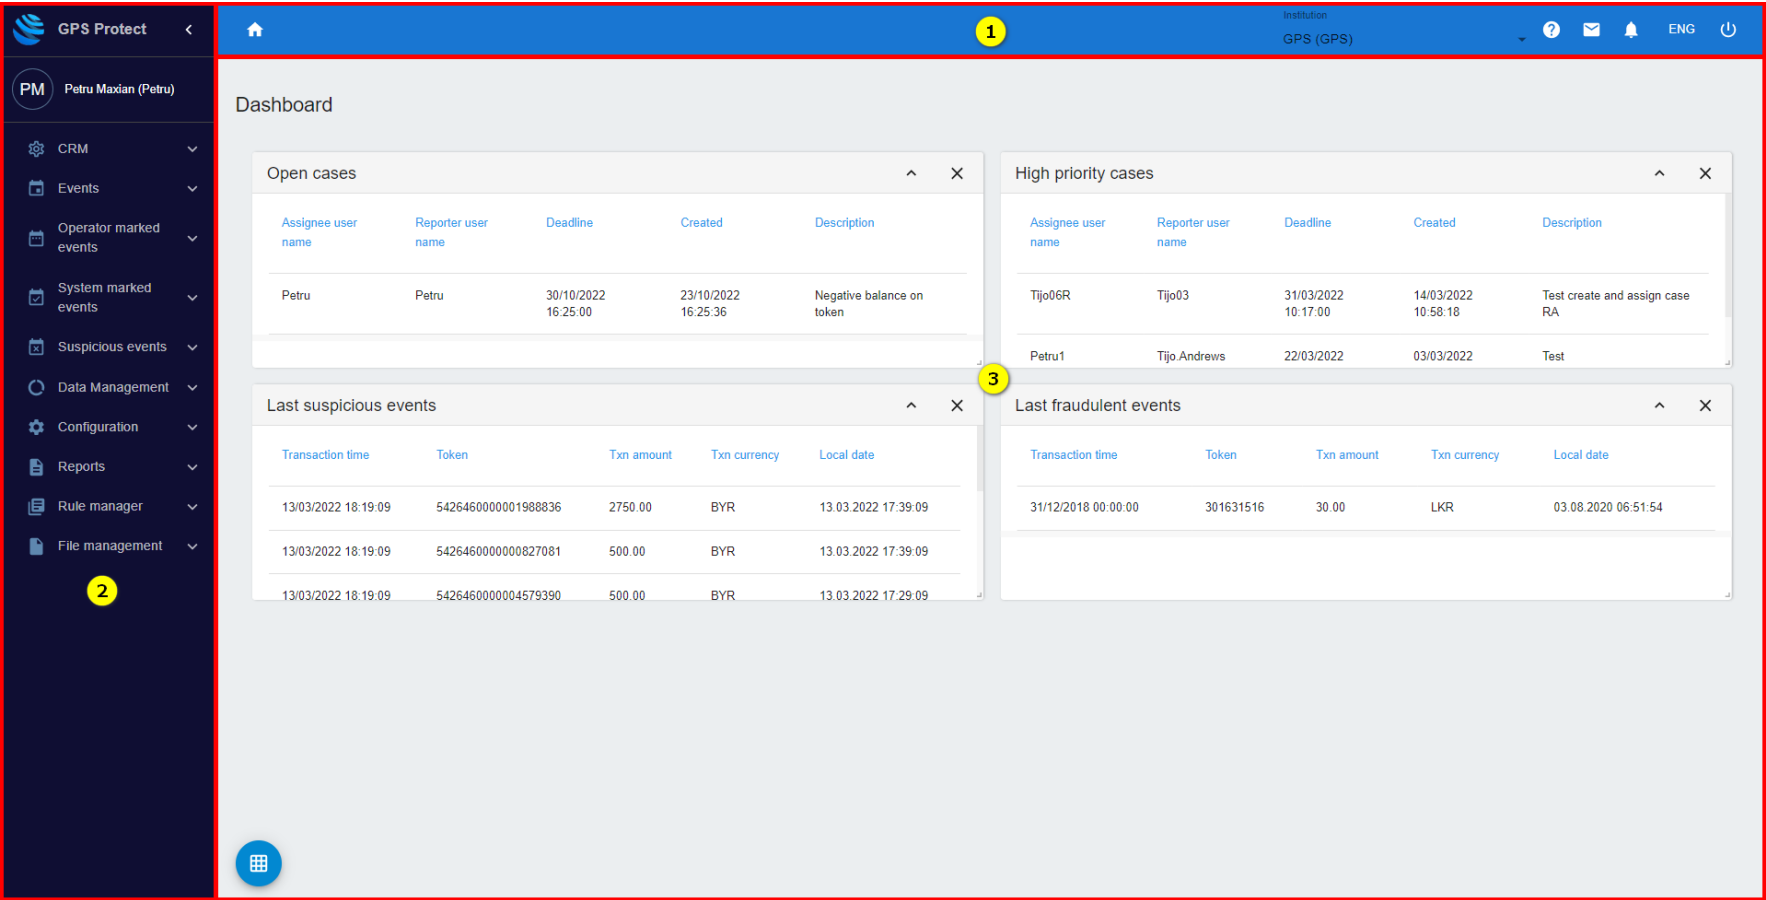 GPS Protect
PM
Petru Maxian (Petru)
CRM
Events
Operator marked
events
System marked
events
Suspicious events
Data Management
Configuration
Reports
Rule manager
File management
2
1
Institution
GPS (GPS)
?
ENG
Dashboard
Open cases
Assignee user
name
Reporter user
name
Deadline
Created
Description
Petru
Petru
30/10/2022
16:25:00
23/10/2022
16:25:36
Negative balance on
token
High priority cases
Assignee user
name
Reporter user
name
Deadline
Created
Description
Tijo06R
Tijo03
31/03/2022
10:17:00
14/03/2022
10:58:18
Test create and assign case
RA
Petru1
Tijo.Andrews
22/03/2022
03/03/2022
Test
3
Last suspicious events
Transaction time Token Txn amount Txn currency Local date
13/03/2022 18:19:09 5426460000001988836 2750.00 BYR 13.03.2022 17:39:09
13/03/2022 18:19:09 5426460000000827081 500.00 BYR 13.03.2022 17:39:09
13/03/2022 18:19:09 5426460000004579390 500.00 BYR 13.03.2022 17:29:09
Last fraudulent events
Transaction time Token Txn amount Txn currency Local date
31/12/2018 00:00:00 301631516 30.00 LKR 03.08.2020 06:51:54